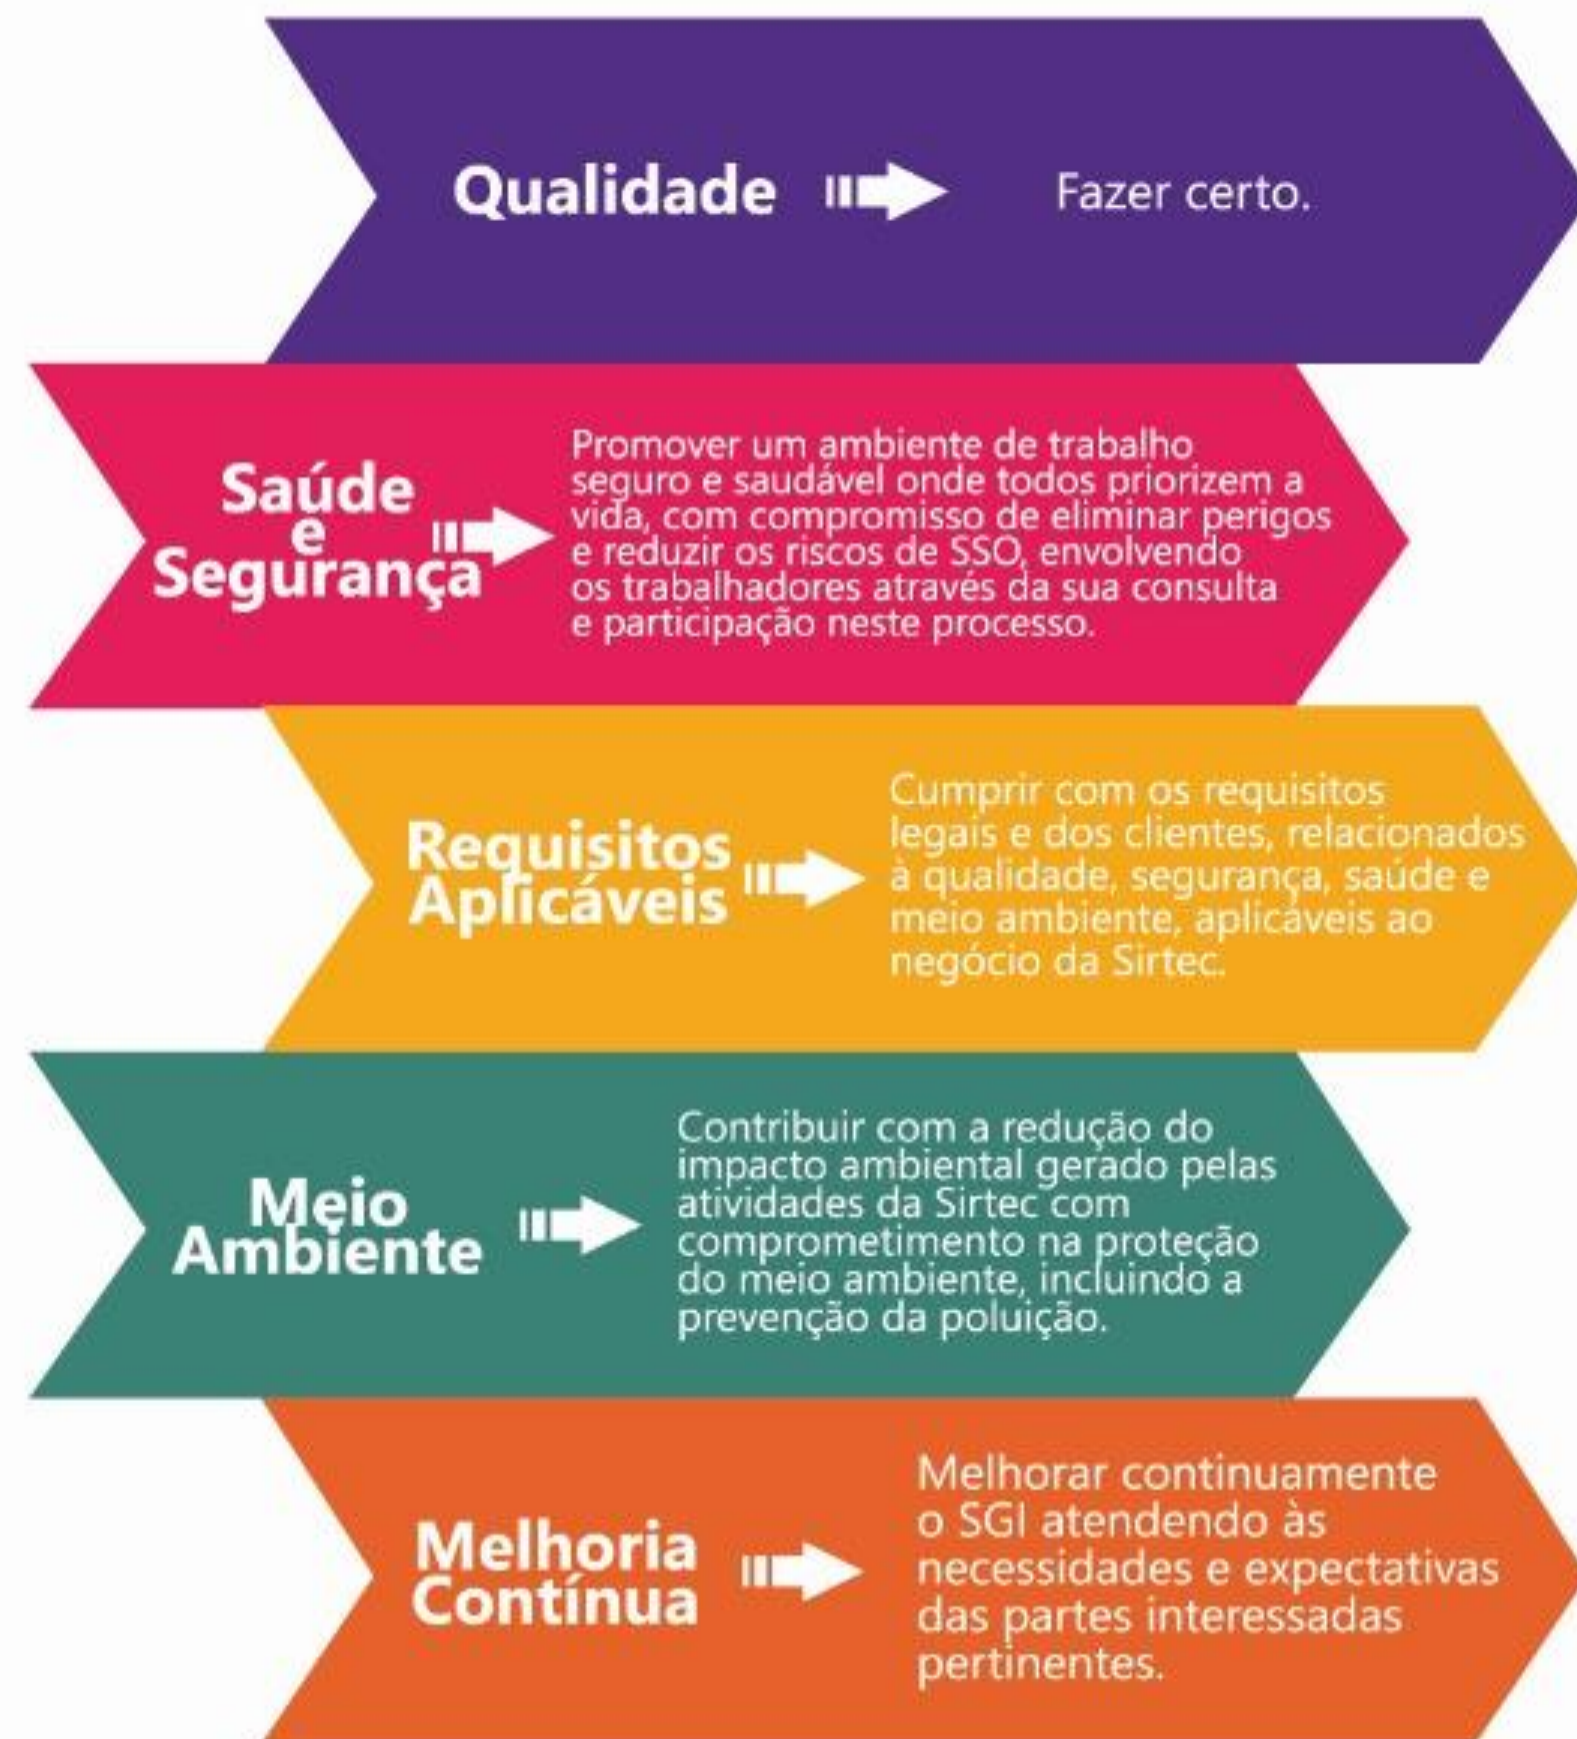 Qualidade
Fazer certo.
Saúde
e
Segurança
Promover um ambiente de trabalho
seguro e saudável onde todos priorizem a
vida, com compromisso de eliminar perigos
e reduzir os riscos de SSO, envolvendo
os trabalhadores através da sua consulta
e participação neste processo.
Requisitos
Aplicáveis
Cumprir com os requisitos
legais e dos clientes, relacionados
à qualidade, segurança, saúde e
meio ambiente, aplicáveis ao
negócio da Sirtec.
Meio
Ambiente
Contribuir com a redução do
impacto ambiental gerado pelas
atividades da Sirtec com
comprometimento na proteção
do meio ambiente, incluindo a
prevenção da poluição.
Melhoria
Contínua
Melhorar continuamente
o SGI atendendo às
necessidades e expectativas
das partes interessadas
pertinentes.